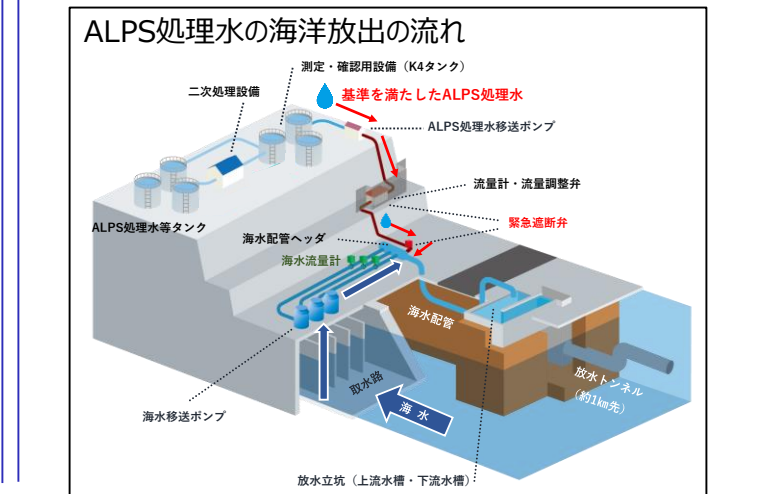 ALPS処理水の海洋放出の流れ
測定・確認用設備（K4タンク）
二次処理設備
基準を満たしたALPS処理水
ALPS処理水移送ポンプ
流量計・流量調整弁
ALPS処理水等タンク
緊急遮断弁
海水配管ヘッダ
海水流量計
海水配管
取水路
放水トンネル
（約1km先）
海水移送ポンプ
海 水
放水立坑（上流水槽・下流水槽）